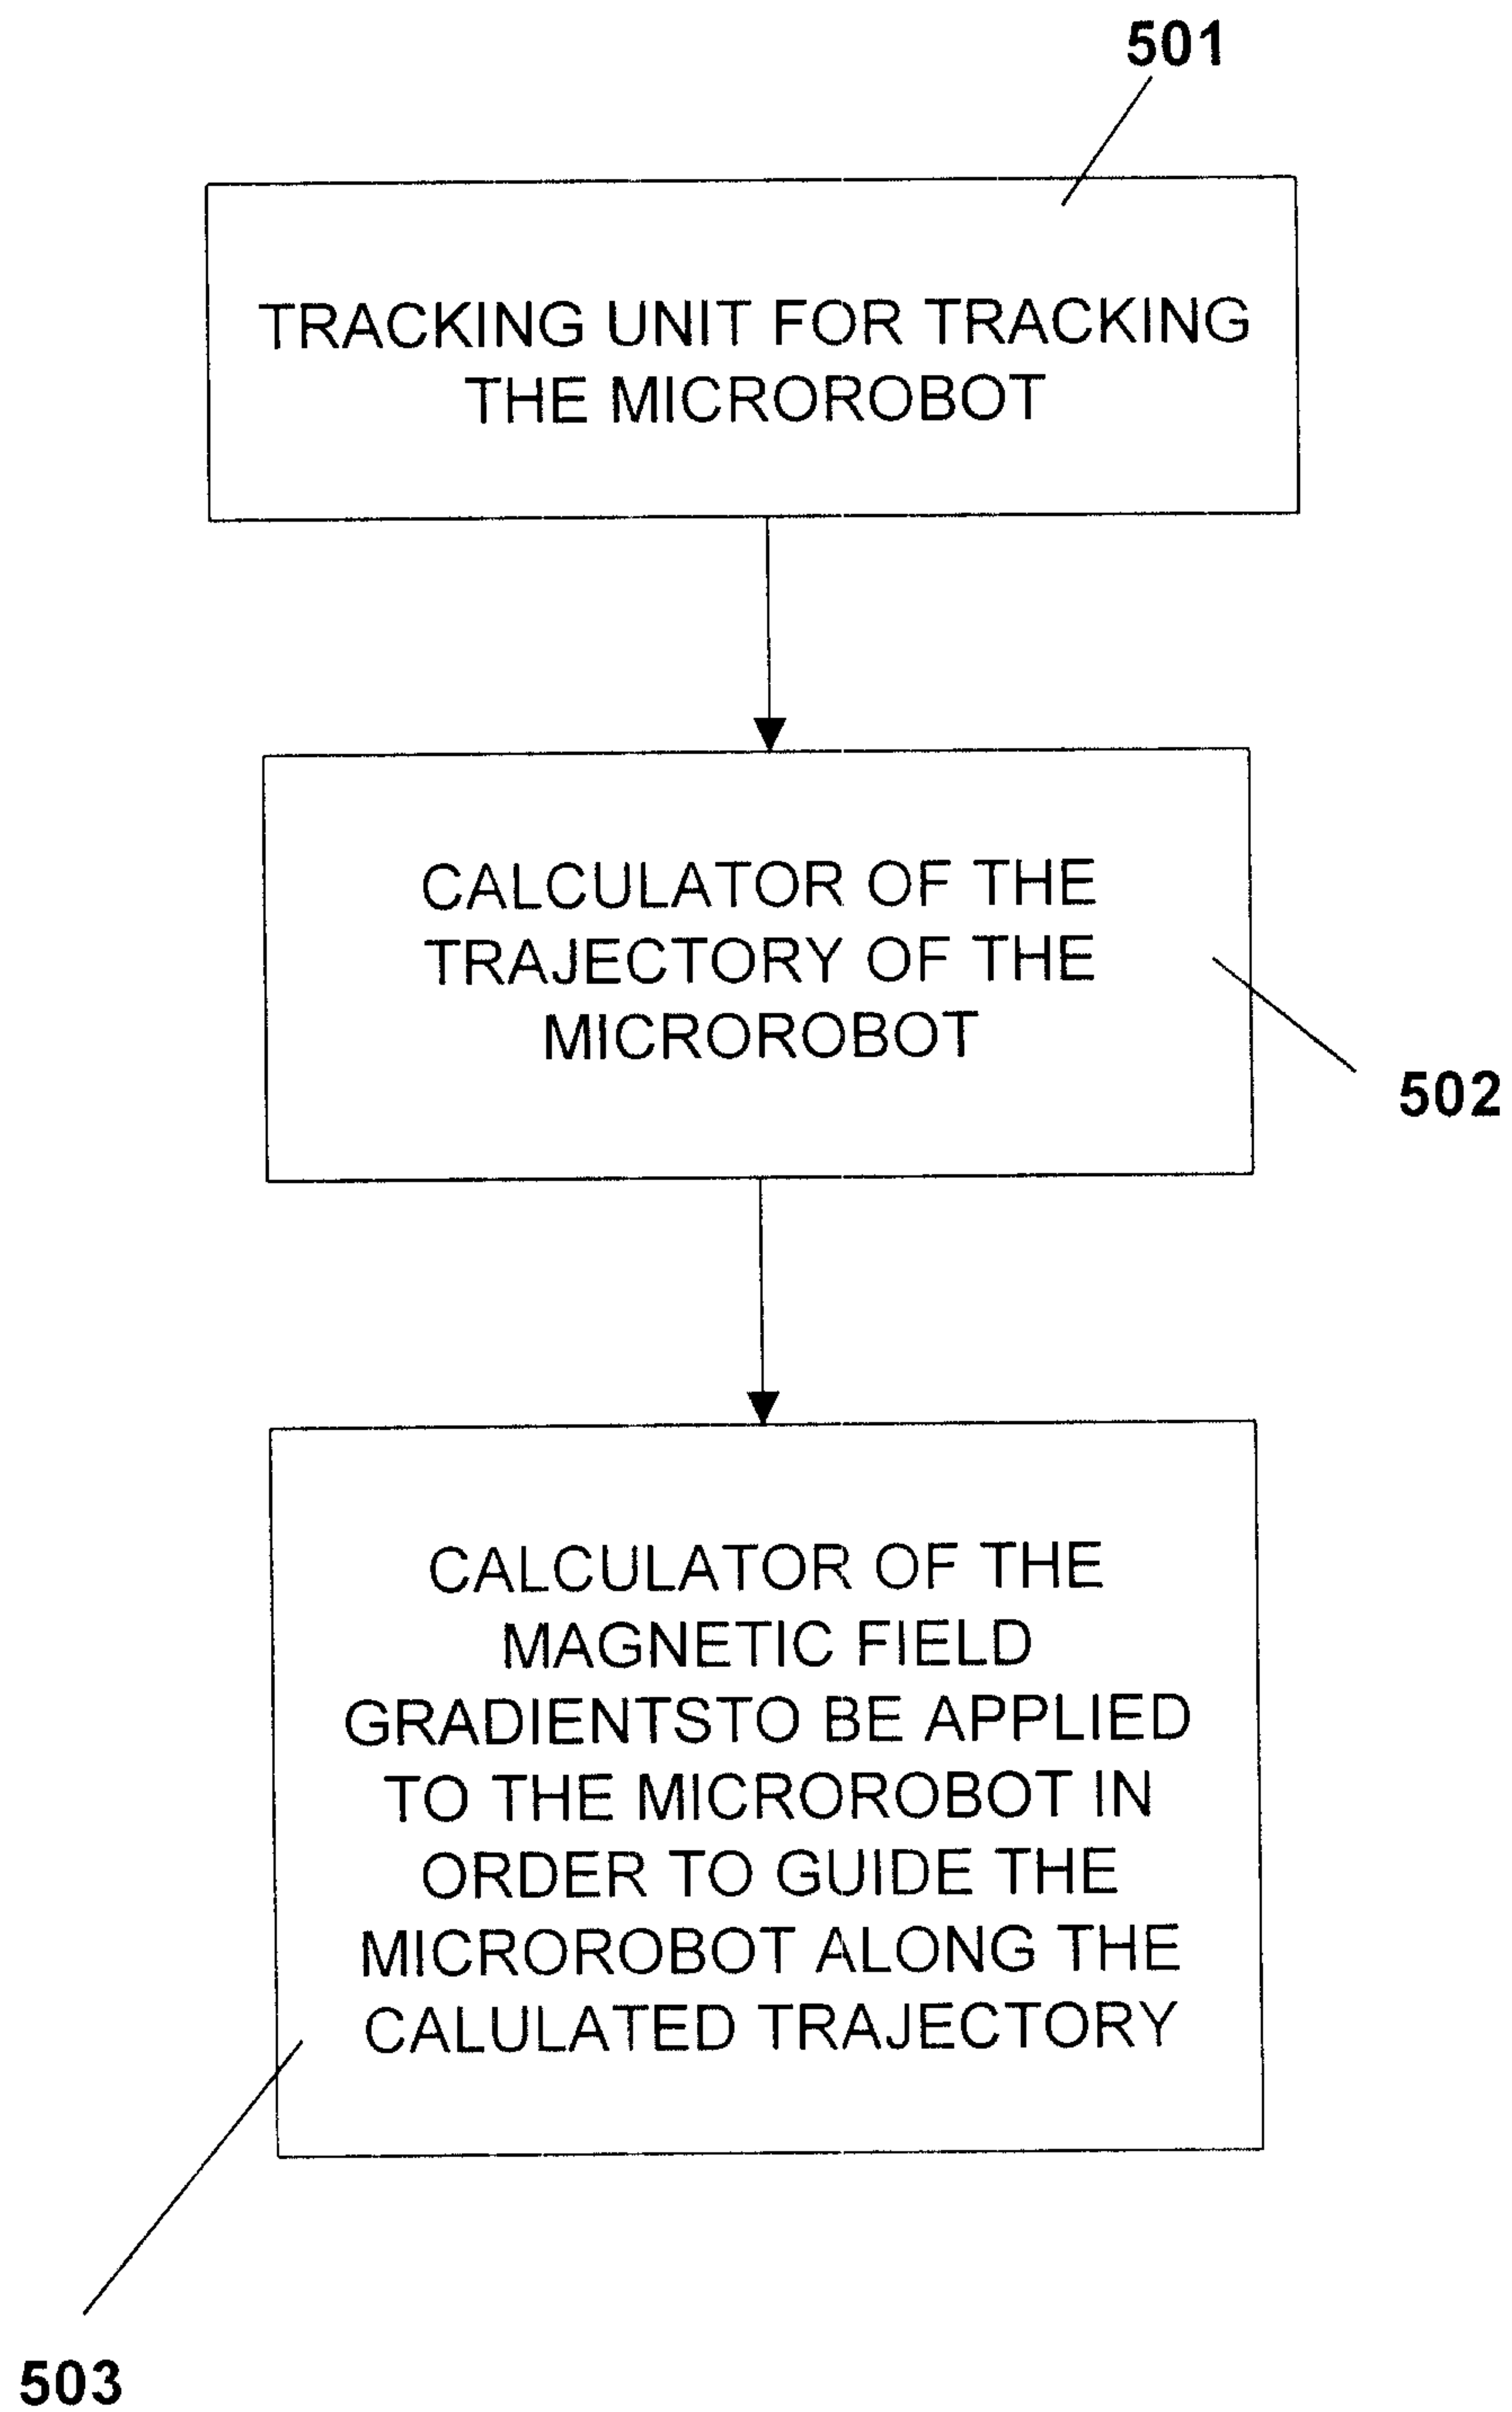 501
TRACKING UNIT FOR TRACKING
THE MICROROBOT
CALCULATOR OF THE
TRAJECTORY OF THE
MICROROBOT
502
CALCULATOR OF THE
MAGNETIC FIELD
GRADIENTSTO BE APPLIED
TO THE MICROROBOT IN
ORDER TO GUIDE THE
MICROROBOT ALONG THE
CALULATED TRAJECTORY
503